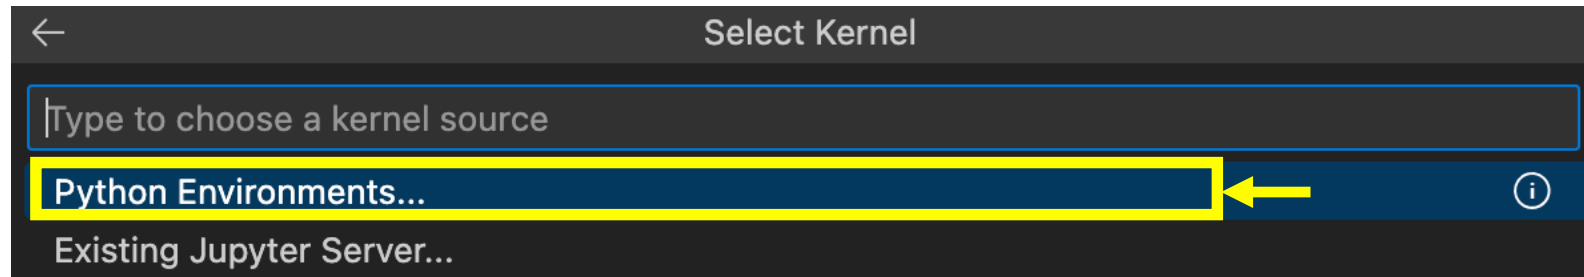 Select Kernel
Type to choose a kernel source
Python Environments...
Existing Jupyter Server...